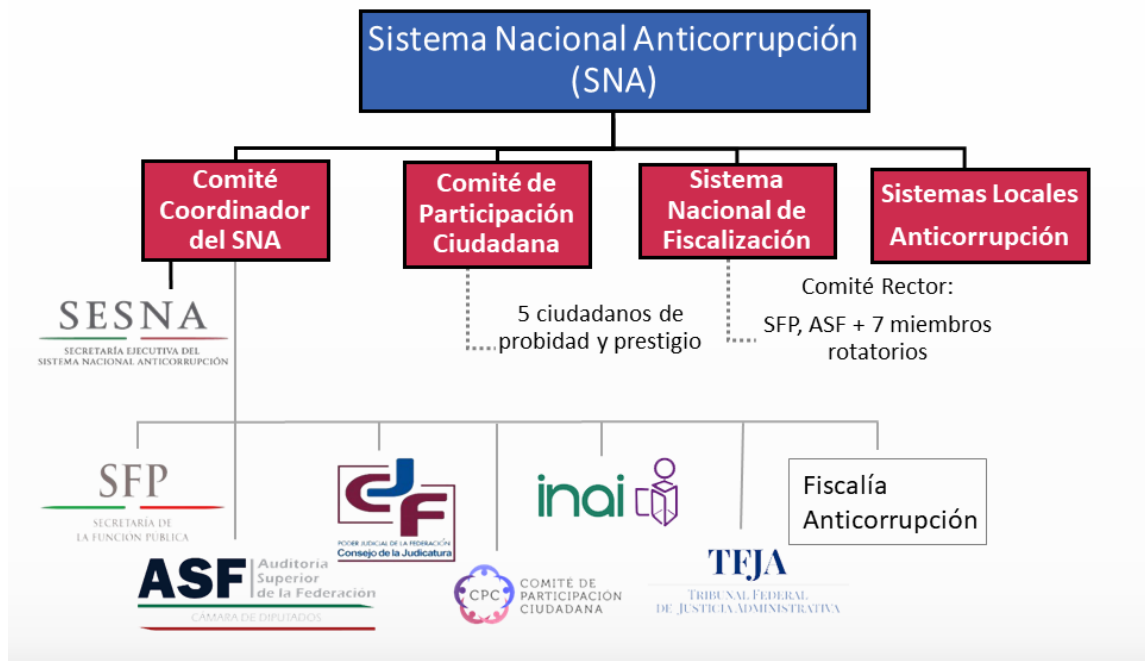 Sistema Nacional Anticorrupción
(SNA)
Comité
Coordinador
del SNA
Comité de
Participación
Ciudadana
Sistema
Nacional de
Fiscalización
Sistemas Locales
Anticorrupción
SESNA
SECRETARÍA EJECUTIVA DEL
SISTEMA NACIONAL ANTICORRUPCIÓN
5 ciudadanos de
probidad y prestigio
Comité Rector:
SFP, ASF + 7 miembros
rotatorios
SFP
SECRETARÍA DE
LA FUNCIÓN PÚBLICA
CJF
PODER JUDICIAL DE LA FEDERACIÓN
Consejo de la Judicatura
inai
Fiscalía
Anticorrupción
ASF
Auditoría
Superior
de la Federación
CÁMARA DE DIPUTADOS
CPC
COMITÉ DE
PARTICIPACIÓN
CIUDADANA
TFJA
TRIBUNAL FEDERAL
DE JUSTICIA ADMINISTRATIVA